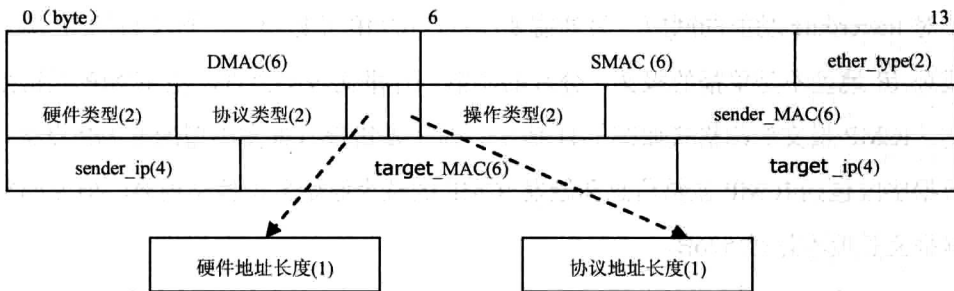 0（byte） 6 13
DMAC(6) SMAC (6) ether_type(2)
硬件类型(2) 协议类型(2) 操作类型(2) sender_MAC(6)
sender_ip(4) target_MAC(6) target _ip(4)
硬件地址长度(1) 协议地址长度(1)